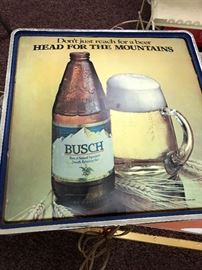 Don't just reach for a beer
HEAD FOR THE MOUNTAINS
BUSCH